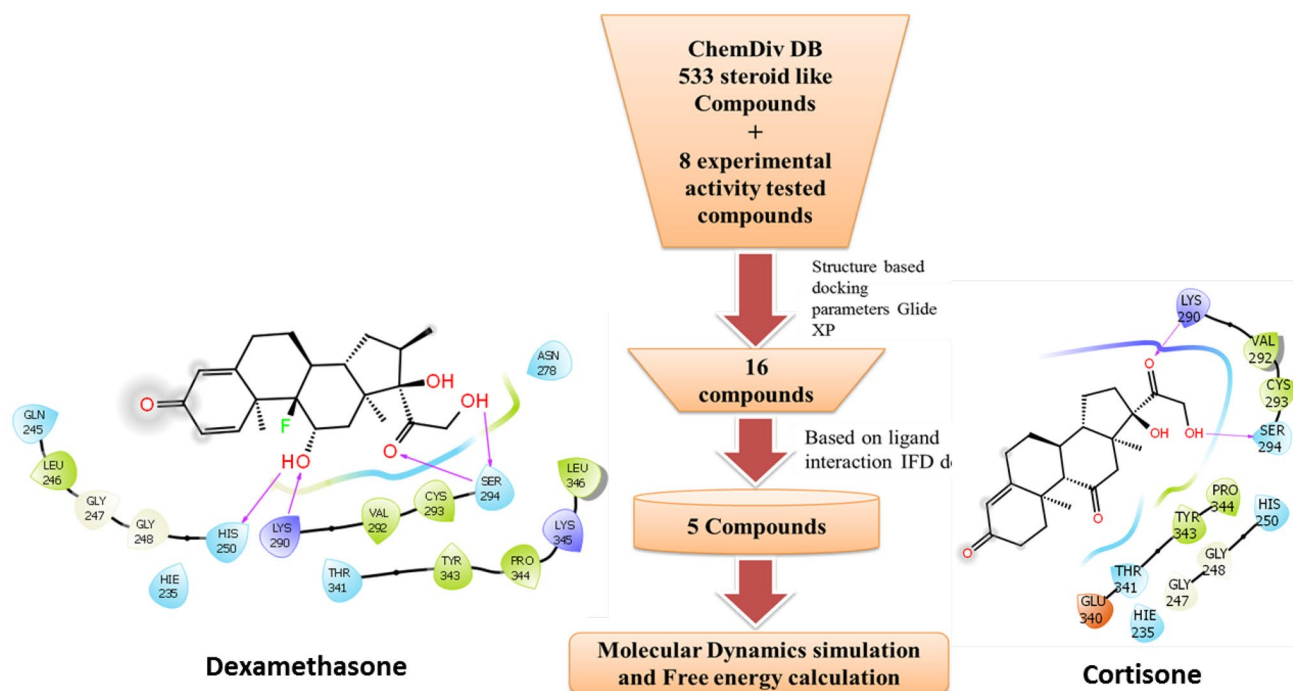 ChemDiv DB
533 steroid like
Compounds
+
8 experimental
activity tested
compounds
Structure based
docking
parameters Glide
XP
16
compounds
Based on ligand
interaction IFD d
5 Compounds
Molecular Dynamics simulation
and Free energy calculation
O
F
HO
OH
OH
O
ASN
278
GLN
245
LEU
246
GLY
247
GLY
248
HIS
250
HIE
235
LYS
290
VAL
292
CYS
293
SER
294
LEU
346
LYS
345
PRO
344
TYR
343
THR
341
Dexamethasone
LYS
290
VAL
292
CYS
293
SER
294
O
OH
OH
O
O
PRO
344
TYR
343
HIS
250
GLY
248
GLY
247
THR
341
GLU
340
HIE
235
Cortisone